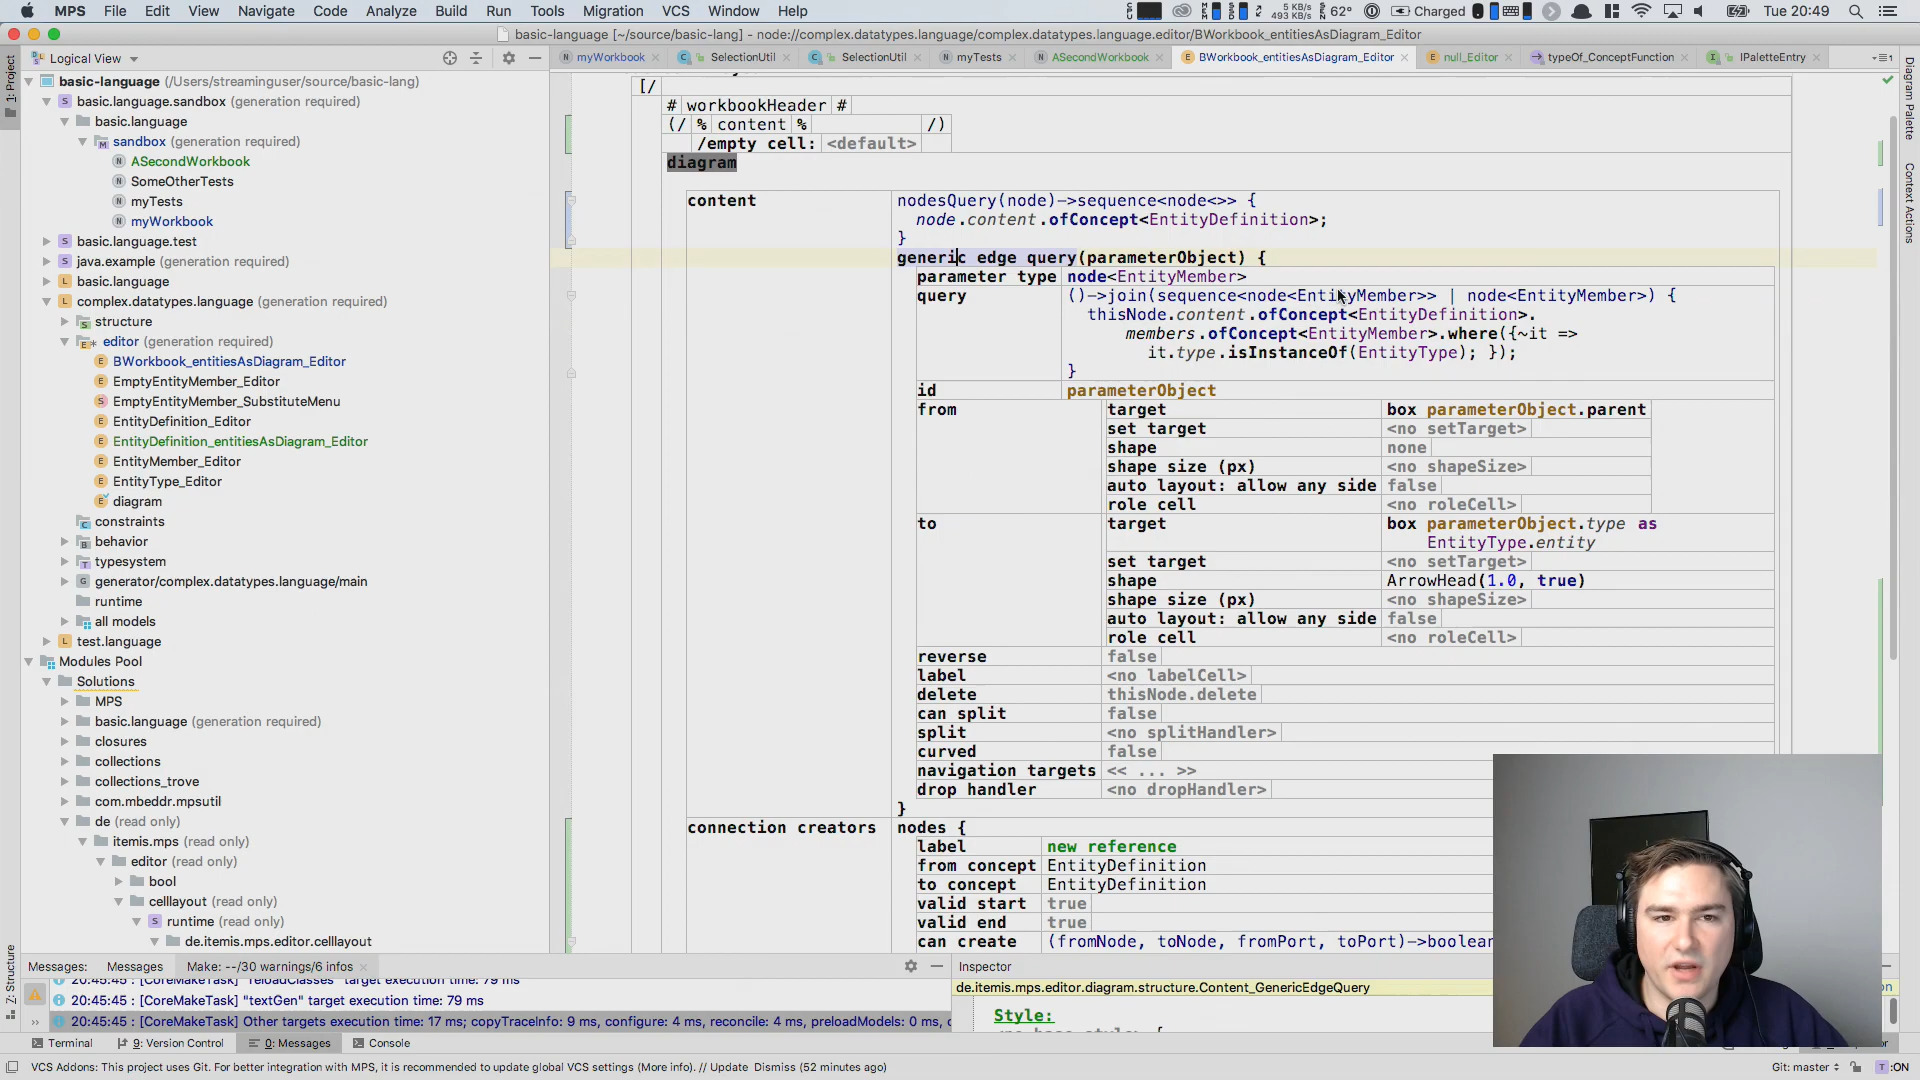 MPS File Edit View Navigate Code Analyze Build Run Tools Migration VCS Window Help 5 KB/s 493 KB/s 62° Charged Tue 20:49
basic-language [~/source/basic-lang] - node://complex.datatypes.language/complex.datatypes.language.editor/BWorkbook_entitiesAsDiagram_Editor
Logical View
myWorkbook SelectionUtil SelectionUtil myTests ASecondWorkbook BWorkbook_entitiesAsDiagram_Editor null_Editor typeOf_ConceptFunction IPaletteEntry
1: Project
Diagram Palette
Context Actions
Z: Structure
basic-language (/Users/streaminguser/source/basic-lang)
basic.language.sandbox (generation required)
basic.language
sandbox (generation required)
ASecondWorkbook
SomeOtherTests
myTests
myWorkbook
basic.language.test
java.example (generation required)
basic.language
complex.datatypes.language (generation required)
structure
editor (generation required)
BWorkbook_entitiesAsDiagram_Editor
EmptyEntityMember_Editor
EmptyEntityMember_SubstituteMenu
EntityDefinition_Editor
EntityDefinition_entitiesAsDiagram_Editor
EntityMember_Editor
EntityType_Editor
diagram
constraints
behavior
typesystem
generator/complex.datatypes.language/main
runtime
all models
test.language
Modules Pool
Solutions
MPS
basic.language (generation required)
closures
collections
collections_trove
com.mbeddr.mpsutil
de (read only)
itemis.mps (read only)
editor (read only)
bool
celllayout (read only)
runtime (read only)
de.itemis.mps.editor.celllayout
[/
# workbookHeader #
(/ % content % /)
/empty cell: <default>
diagram
content nodesQuery(node)->sequence<node<>> {
node.content.ofConcept<EntityDefinition>;
}
generic edge query(parameterObject) {
parameter type node<EntityMember>
query ()->join(sequence<node<EntityMember>> | node<EntityMember>) {
thisNode.content.ofConcept<EntityDefinition>.
members.ofConcept<EntityMember>.where({~it =>
it.type.isInstanceOf(EntityType); });
}
id parameterObject
from target box parameterObject.parent
set target <no setTarget>
shape none
shape size (px) <no shapeSize>
auto layout: allow any side false
role cell <no roleCell>
to target box parameterObject.type as
EntityType.entity
set target <no setTarget>
shape ArrowHead(1.0, true)
shape size (px) <no shapeSize>
auto layout: allow any side false
role cell <no roleCell>
reverse false
label <no labelCell>
delete thisNode.delete
can split false
split <no splitHandler>
curved false
navigation targets << ... >>
drop handler <no dropHandler>
}
connection creators nodes {
label new reference
from concept EntityDefinition
to concept EntityDefinition
valid start true
valid end true
can create (fromNode, toNode, fromPort, toPort)->boolean
Messages: Messages Make: --/30 warnings/6 infos
20:45:45 : [CoreMakeTask] "reloadClasses" target execution time: 79 ms
20:45:45 : [CoreMakeTask] "textGen" target execution time: 79 ms
20:45:45 : [CoreMakeTask] Other targets execution time: 17 ms; copyTraceInfo: 9 ms, configure: 4 ms, reconcile: 4 ms, preloadModels: 0 ms,
Inspector
de.itemis.mps.editor.diagram.structure.Content_GenericEdgeQuery
Style:
Terminal 9: Version Control 0: Messages Console
VCS Addons: This project uses Git. For better integration with MPS, it is recommended to update global VCS settings (More info). // Update Dismiss (52 minutes ago)
Git: master T :ON